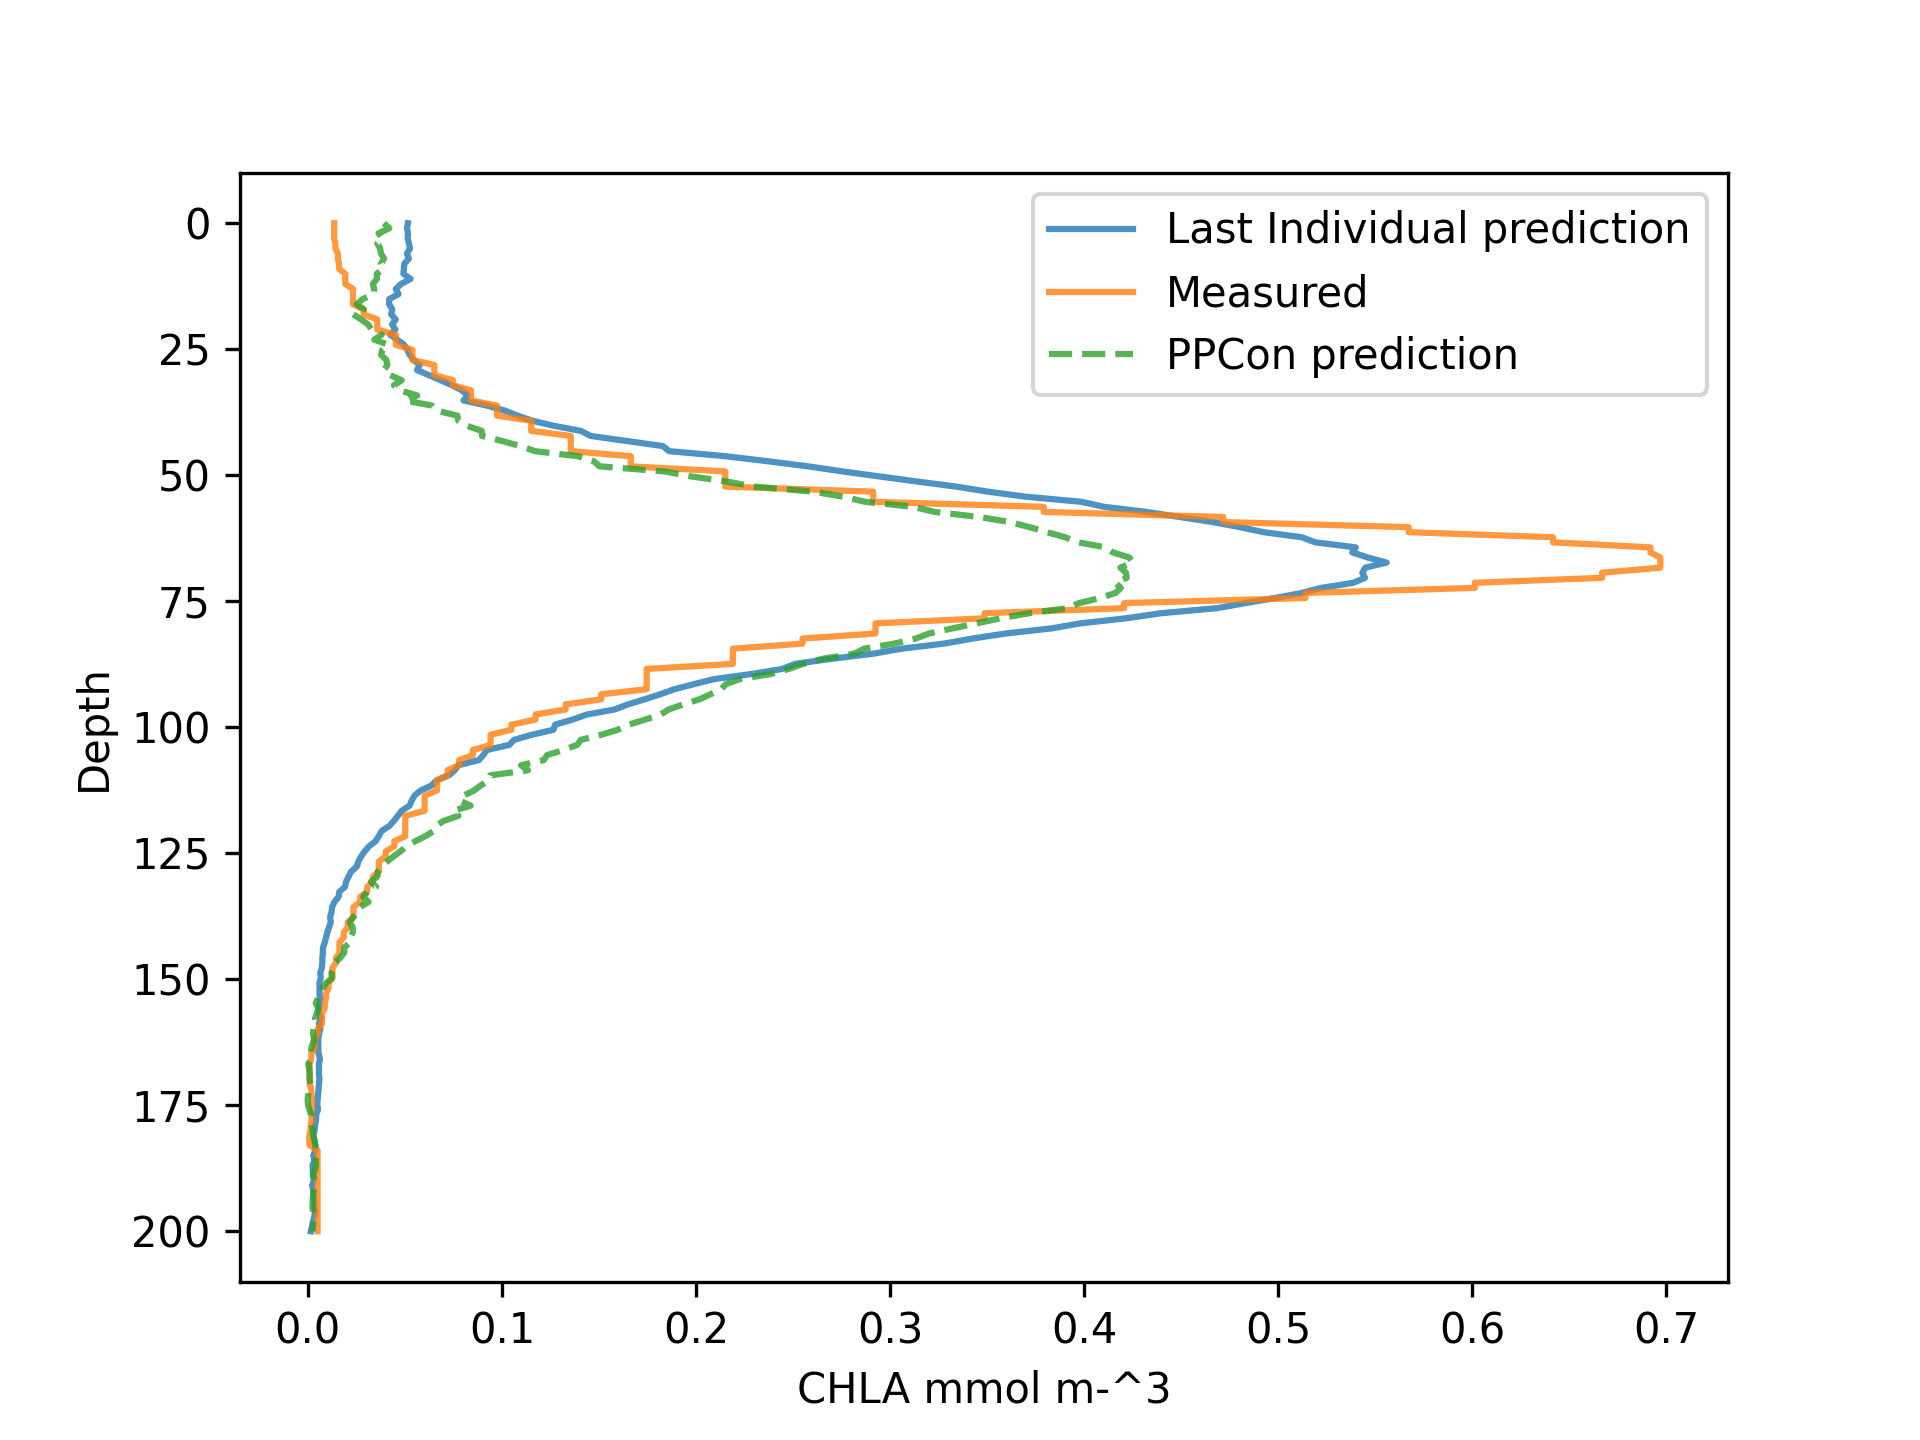 Last Individual prediction
Measured
PPCon prediction
0
25
50
75
100
125
150
175
200
Depth
0.0 0.1 0.2 0.3 0.4 0.5 0.6 0.7
CHLA mmol m-^3